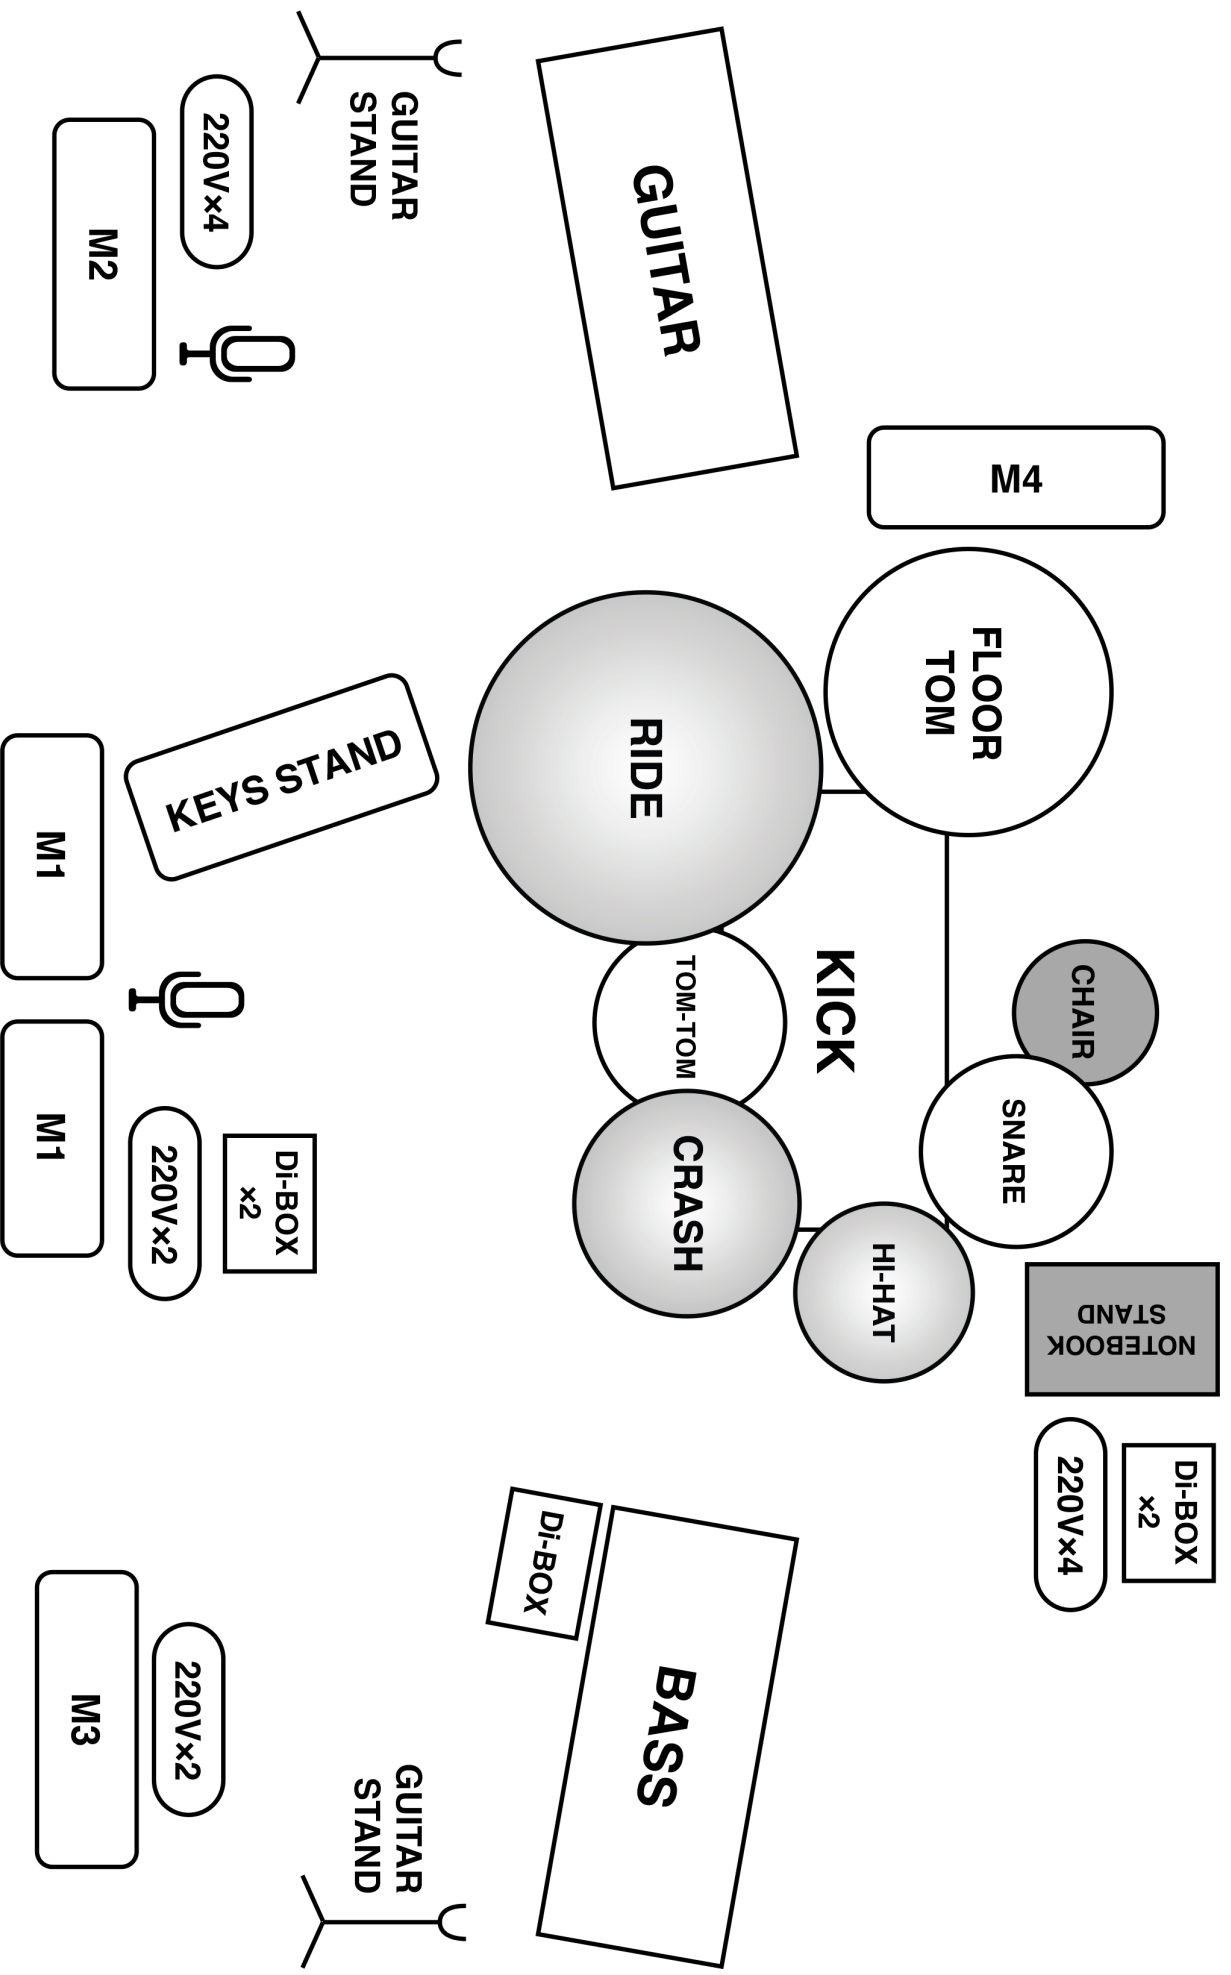 M4
FLOOR
TOM
CHAIR
SNARE
NOTEBOOK
STAND
Di-BOX
×2
220V×4
HI-HAT
KICK
GUITAR
RIDE
TOM-TOM
CRASH
BASS
Di-BOX
GUITAR
STAND
KEYS STAND
Di-BOX
×2
GUITAR
STAND
220V×4
220V×2
220V×2
M2
M1
M1
M3